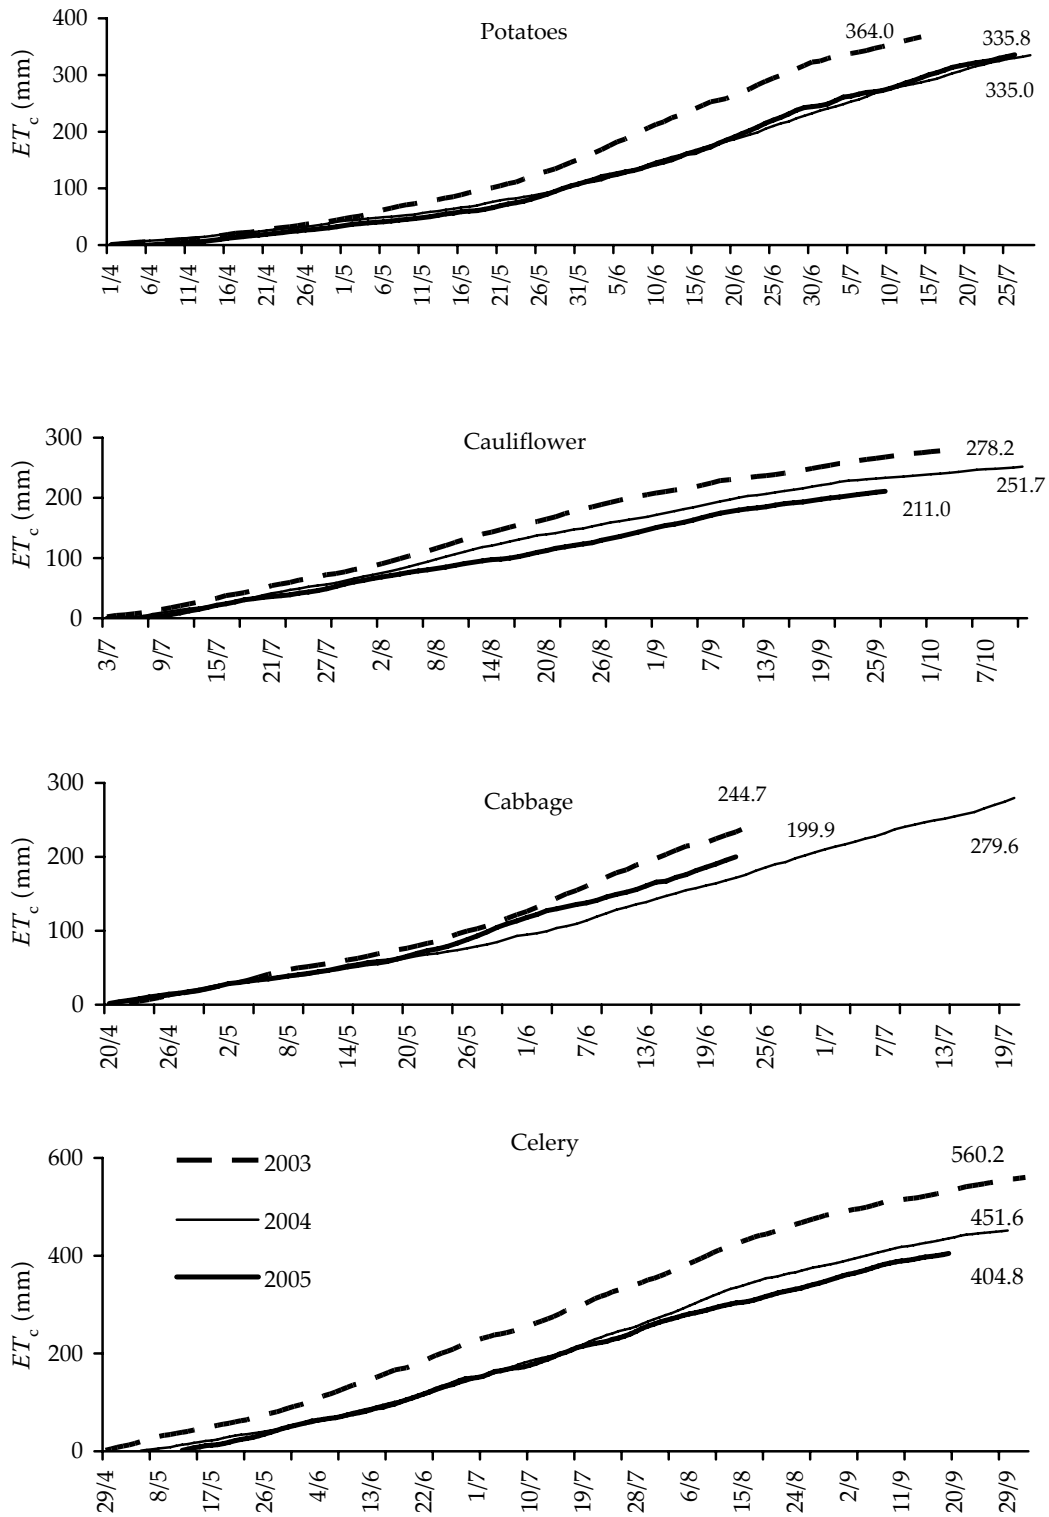 Potatoes
ET_c (mm)
400
300
200
100
0
364.0
335.8
335.0
1/4 6/4 11/4 16/4 21/4 26/4 1/5 6/5 11/5 16/5 21/5 26/5 31/5 5/6 10/6 15/6 20/6 25/6 30/6 5/7 10/7 15/7 20/7 25/7
Cauliflower
ET_c (mm)
300
200
100
0
278.2
251.7
211.0
3/7 9/7 15/7 21/7 27/7 2/8 8/8 14/8 20/8 26/8 1/9 7/9 13/9 19/9 25/9 1/10 7/10
Cabbage
ET_c (mm)
300
200
100
0
244.7
199.9
279.6
20/4 26/4 2/5 8/5 14/5 20/5 26/5 1/6 7/6 13/6 19/6 25/6 1/7 7/7 13/7 19/7
Celery
ET_c (mm)
600
400
200
0
2003
2004
2005
560.2
451.6
404.8
29/4 8/5 17/5 26/5 4/6 13/6 22/6 1/7 10/7 19/7 28/7 6/8 15/8 24/8 2/9 11/9 20/9 29/9